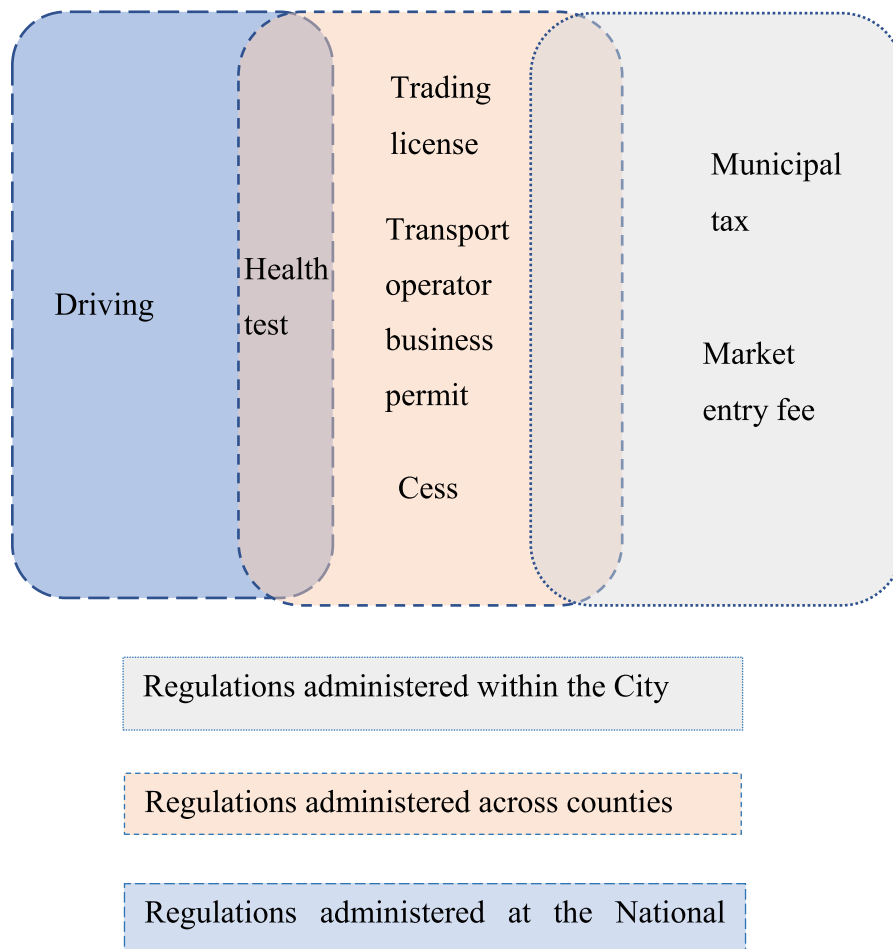 Driving
Health
test
Trading
license
Transport
operator
business
permit
Cess
Municipal
tax
Market
entry fee
Regulations administered within the City
Regulations administered across counties
Regulations administered at the National